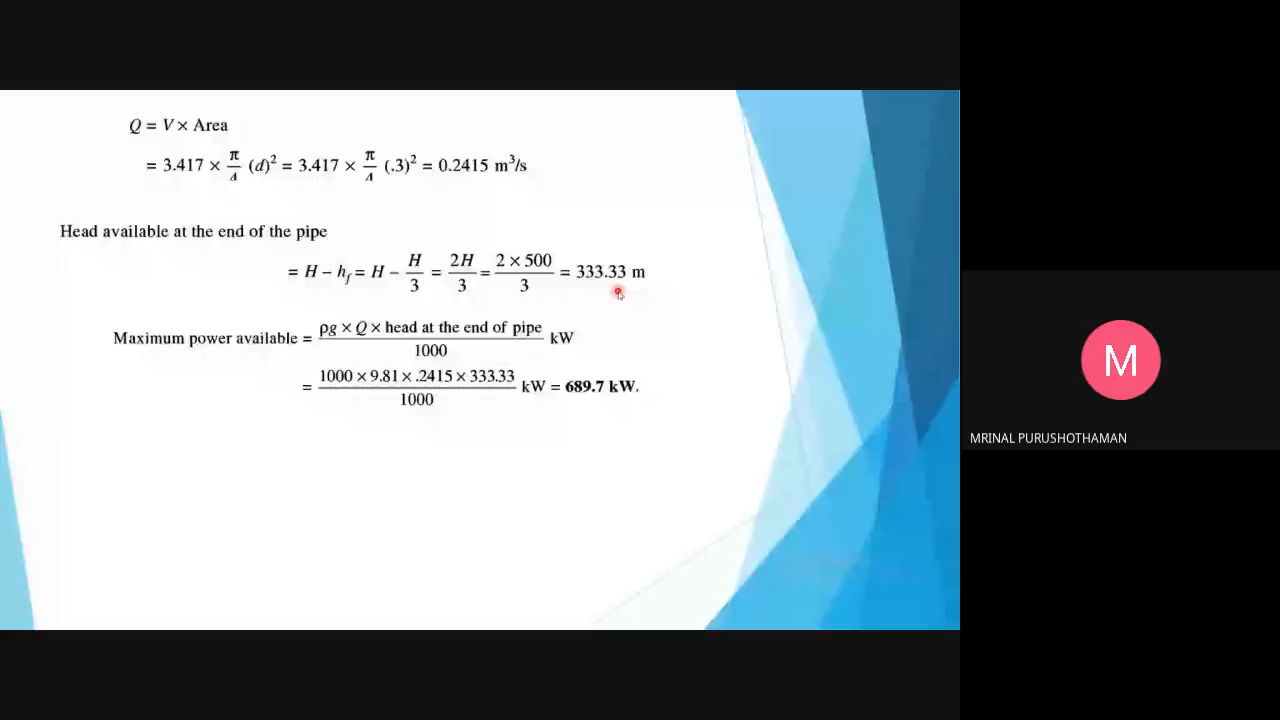 Q = V × Area
= 3.417 × π/4 (d)² = 3.417 × π/4 (.3)² = 0.2415 m³/s
Head available at the end of the pipe
= H − h_f = H − H/3 = 2H/3 = 2 × 500/3 = 333.33 m
Maximum power available = ρg × Q × head at the end of pipe/1000 kW
= 1000 × 9.81 × .2415 × 333.33/1000 kW = 689.7 kW.
M
MRINAL PURUSHOTHAMAN